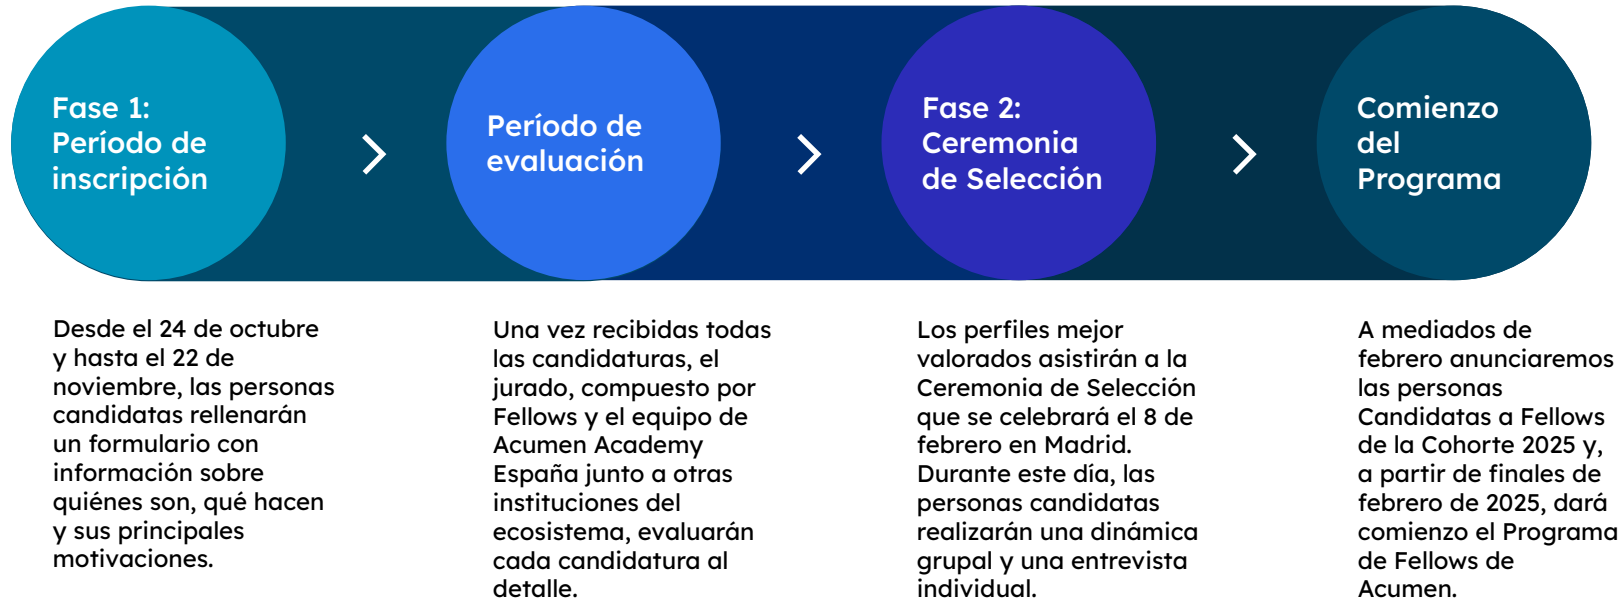 Fase 1:
Período de
inscripción
Período de
evaluación
Fase 2:
Ceremonia
de Selección
Comienzo
del
Programa
Desde el 24 de octubre
y hasta el 22 de
noviembre, las personas
candidatas rellenarán
un formulario con
información sobre
quiénes son, qué hacen
y sus principales
motivaciones.
Una vez recibidas todas
las candidaturas, el
jurado, compuesto por
Fellows y el equipo de
Acumen Academy
España junto a otras
instituciones del
ecosistema, evaluarán
cada candidatura al
detalle.
Los perfiles mejor
valorados asistirán a la
Ceremonia de Selección
que se celebrará el 8 de
febrero en Madrid.
Durante este día, las
personas candidatas
realizarán una dinámica
grupal y una entrevista
individual.
A mediados de
febrero anunciaremos
las personas
Candidatas a Fellows
de la Cohorte 2025 y,
a partir de finales de
febrero de 2025, dará
comienzo el Programa
de Fellows de
Acumen.